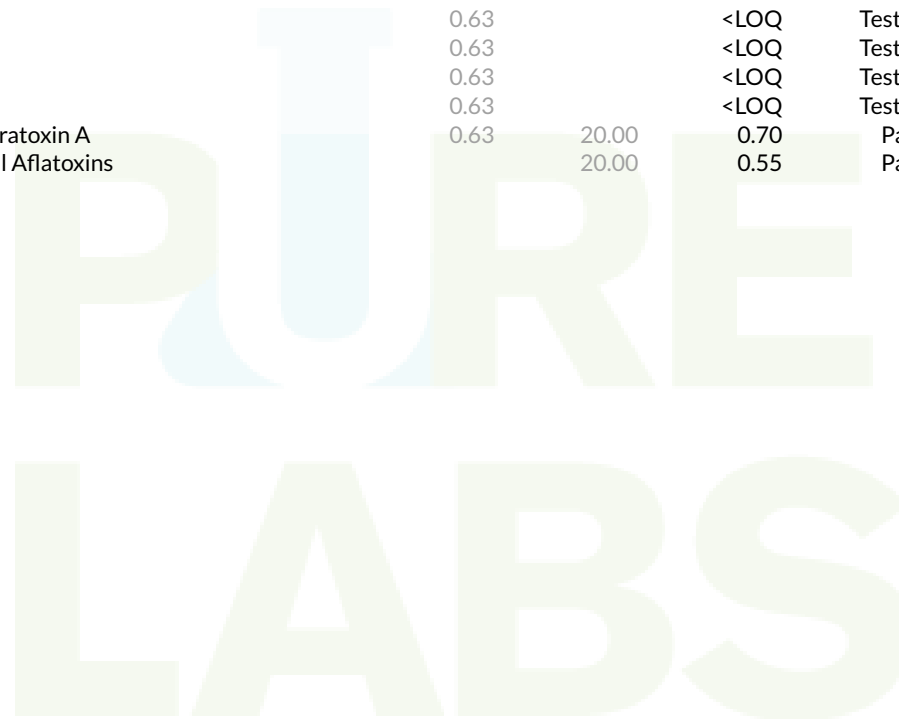 0.63 <LOQ Test
0.63 <LOQ Test
0.63 <LOQ Test
0.63 <LOQ Test
ratoxin A 0.63 20.00 0.70 Pa
l Aflatoxins 20.00 0.55 Pa
PURE
LABS